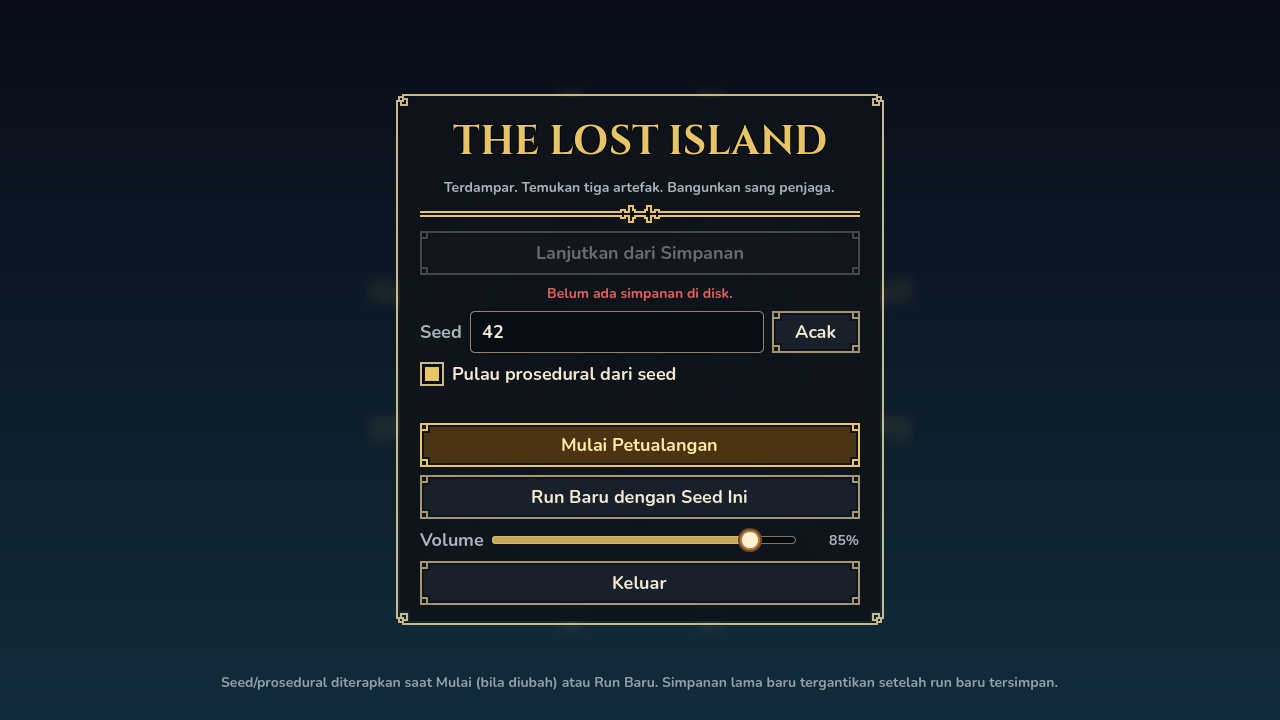 THE LOST ISLAND
Terdampar. Temukan tiga artefak. Bangunkan sang penjaga.
Lanjutkan dari Simpanan
Belum ada simpanan di disk.
Seed 42 Acak
Pulau prosedural dari seed
Mulai Petualangan
Run Baru dengan Seed Ini
Volume 85%
Keluar
Seed/prosedural diterapkan saat Mulai (bila diubah) atau Run Baru. Simpanan lama baru tergantikan setelah run baru tersimpan.